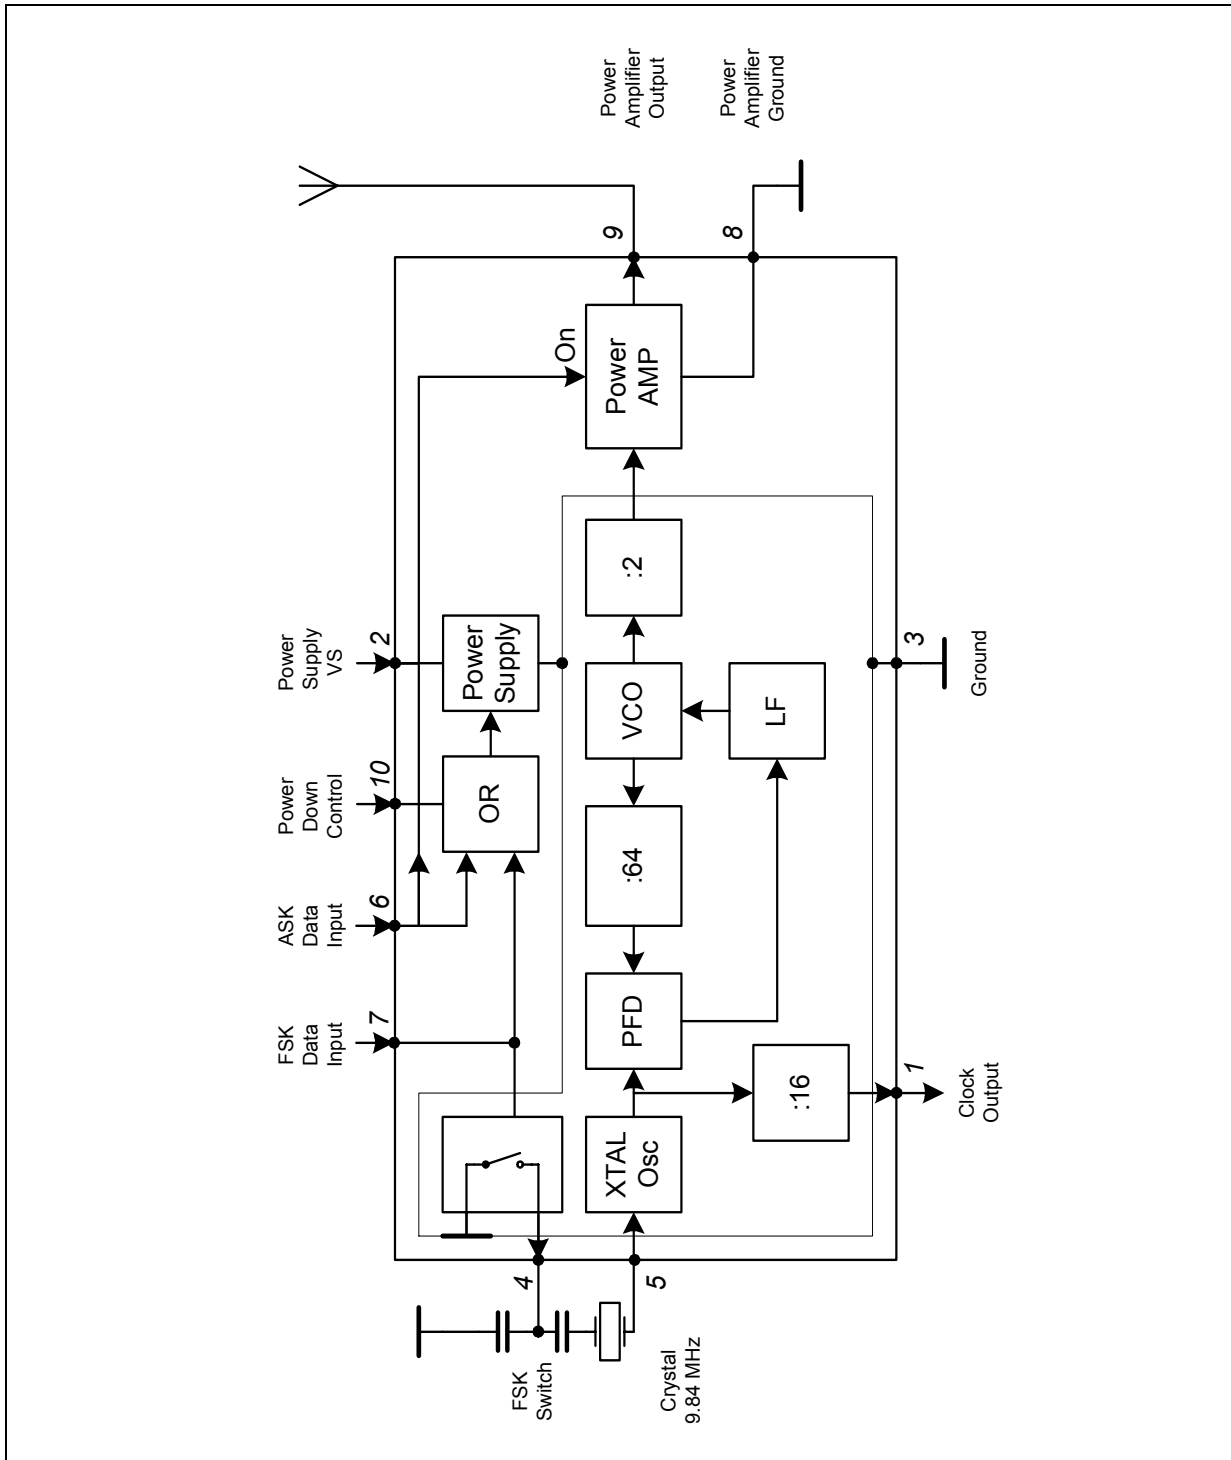 Power
Amplifier
Output
Power
Amplifier
Ground
9
8
On
Power
AMP
:2
Power
Supply
VS
2
Power
Supply
Power
Down
Control
10
OR
VCO
LF
3
Ground
ASK
Data
Input
6
:64
FSK
Data
Input
7
PFD
:16
1
Clock
Output
XTAL
Osc
4
5
FSK
Switch
Crystal
9.84 MHz